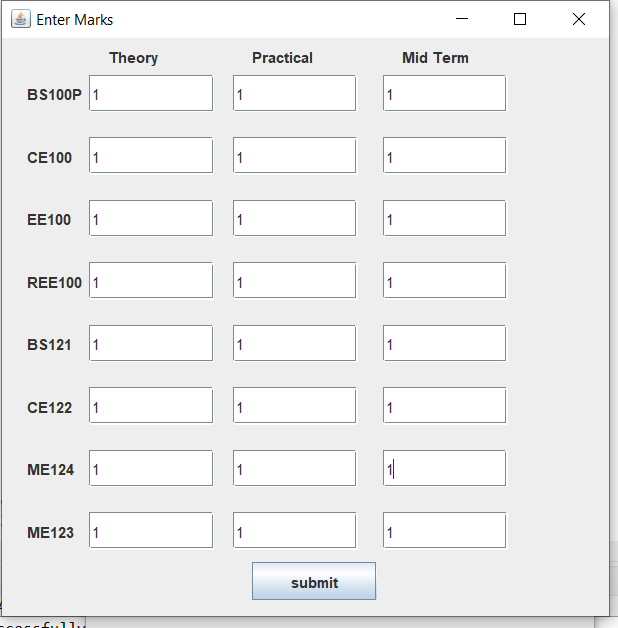 Enter Marks
Theory Practical Mid Term
BS100P 1 1 1
CE100 1 1 1
EE100 1 1 1
REE100 1 1 1
BS121 1 1 1
CE122 1 1 1
ME124 1 1 1
ME123 1 1 1
submit